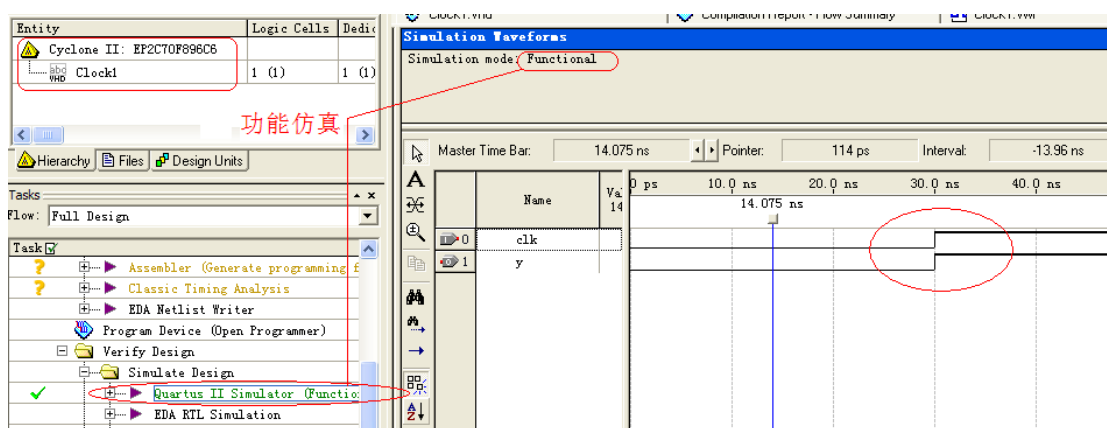 Clock1.vhd Compilation Report - Flow Summary Clock1.vwf
Entity Logic Cells Dedic
Cyclone II: EP2C70F896C6
abd VHD Clock1 1 (1) 1 (1)
Hierarchy Files Design Units
Simulation Waveforms
Simulation mode: Functional
功能仿真
Master Time Bar: 14.075 ns Pointer: 114 ps Interval: -13.96 ns
Name Val 14
0 ps 10.0 ns 20.0 ns 30.0 ns 40.0 ns
14.075 ns
0 clk
1 y
Tasks
Flow: Full Design
Task
Assembler (Generate programming f
Classic Timing Analysis
EDA Netlist Writer
Program Device (Open Programmer)
Verify Design
Simulate Design
Quartus II Simulator (Functio
EDA RTL Simulation